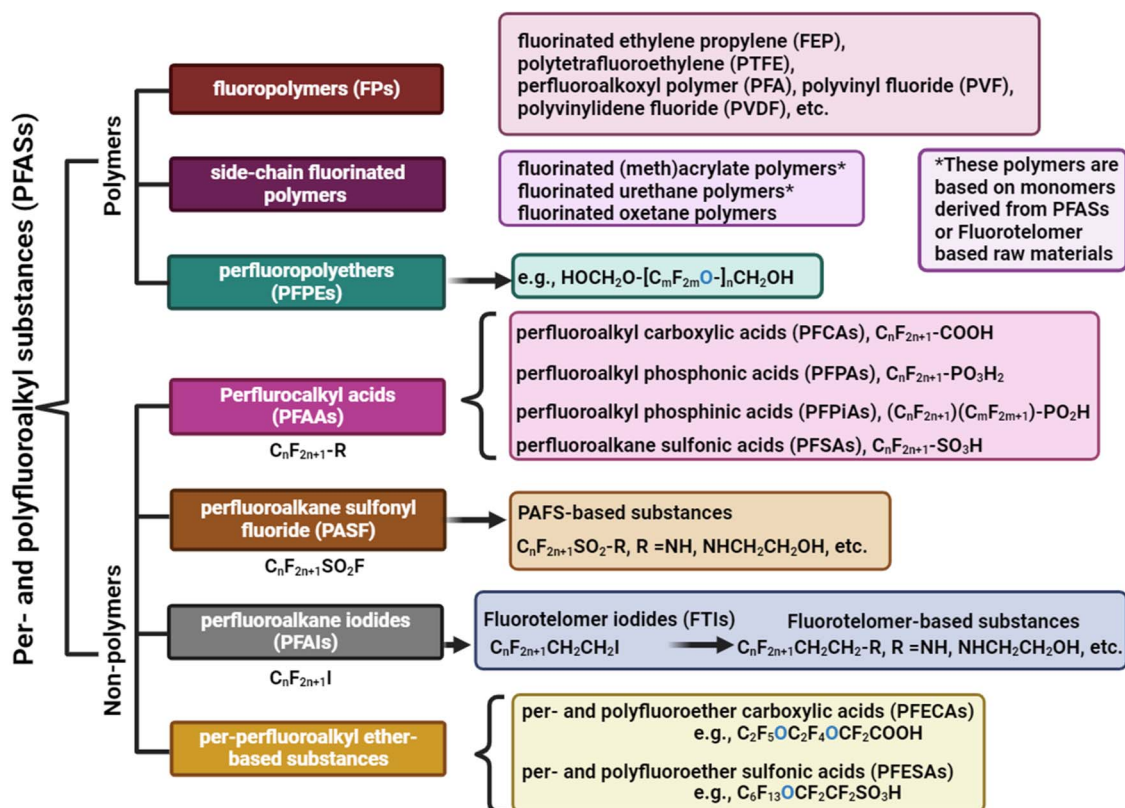 Per- and polyfluoroalkyl substances (PFASs)
Polymers
fluoropolymers (FPs)
fluorinated ethylene propylene (FEP),
polytetrafluoroethylene (PTFE),
perfluoroalkoxyl polymer (PFA), polyvinyl fluoride (PVF),
polyvinylidene fluoride (PVDF), etc.
side-chain fluorinated
polymers
fluorinated (meth)acrylate polymers*
fluorinated urethane polymers*
fluorinated oxetane polymers
*These polymers are
based on monomers
derived from PFASs
or Fluorotelomer
based raw materials
perfluoropolyethers
(PFPEs)
e.g., HOCH₂O-[CₘF₂ₘO-]ₙCH₂OH
Non-polymers
Perflurocalkyl acids
(PFAAs)
CₙF₂ₙ₊₁-R
perfluoroalkyl carboxylic acids (PFCAs), CₙF₂ₙ₊₁-COOH
perfluoroalkyl phosphonic acids (PFPAs), CₙF₂ₙ₊₁-PO₃H₂
perfluoroalkyl phosphinic acids (PFPiAs), (CₙF₂ₙ₊₁)(CₘF₂ₘ₊₁)-PO₂H
perfluoroalkane sulfonic acids (PFSAs), CₙF₂ₙ₊₁-SO₃H
perfluoroalkane sulfonyl
fluoride (PASF)
CₙF₂ₙ₊₁SO₂F
PAFS-based substances
CₙF₂ₙ₊₁SO₂-R, R =NH, NHCH₂CH₂OH, etc.
perfluoroalkane iodides
(PFAIs)
CₙF₂ₙ₊₁I
Fluorotelomer iodides (FTIs)
CₙF₂ₙ₊₁CH₂CH₂I
Fluorotelomer-based substances
CₙF₂ₙ₊₁CH₂CH₂-R, R =NH, NHCH₂CH₂OH, etc.
per-perfluoroalkyl ether-
based substances
per- and polyfluoroether carboxylic acids (PFECAs)
e.g., C₂F₅OC₂F₄OCF₂COOH
per- and polyfluoroether sulfonic acids (PFESAs)
e.g., C₆F₁₃OCF₂CF₂SO₃H